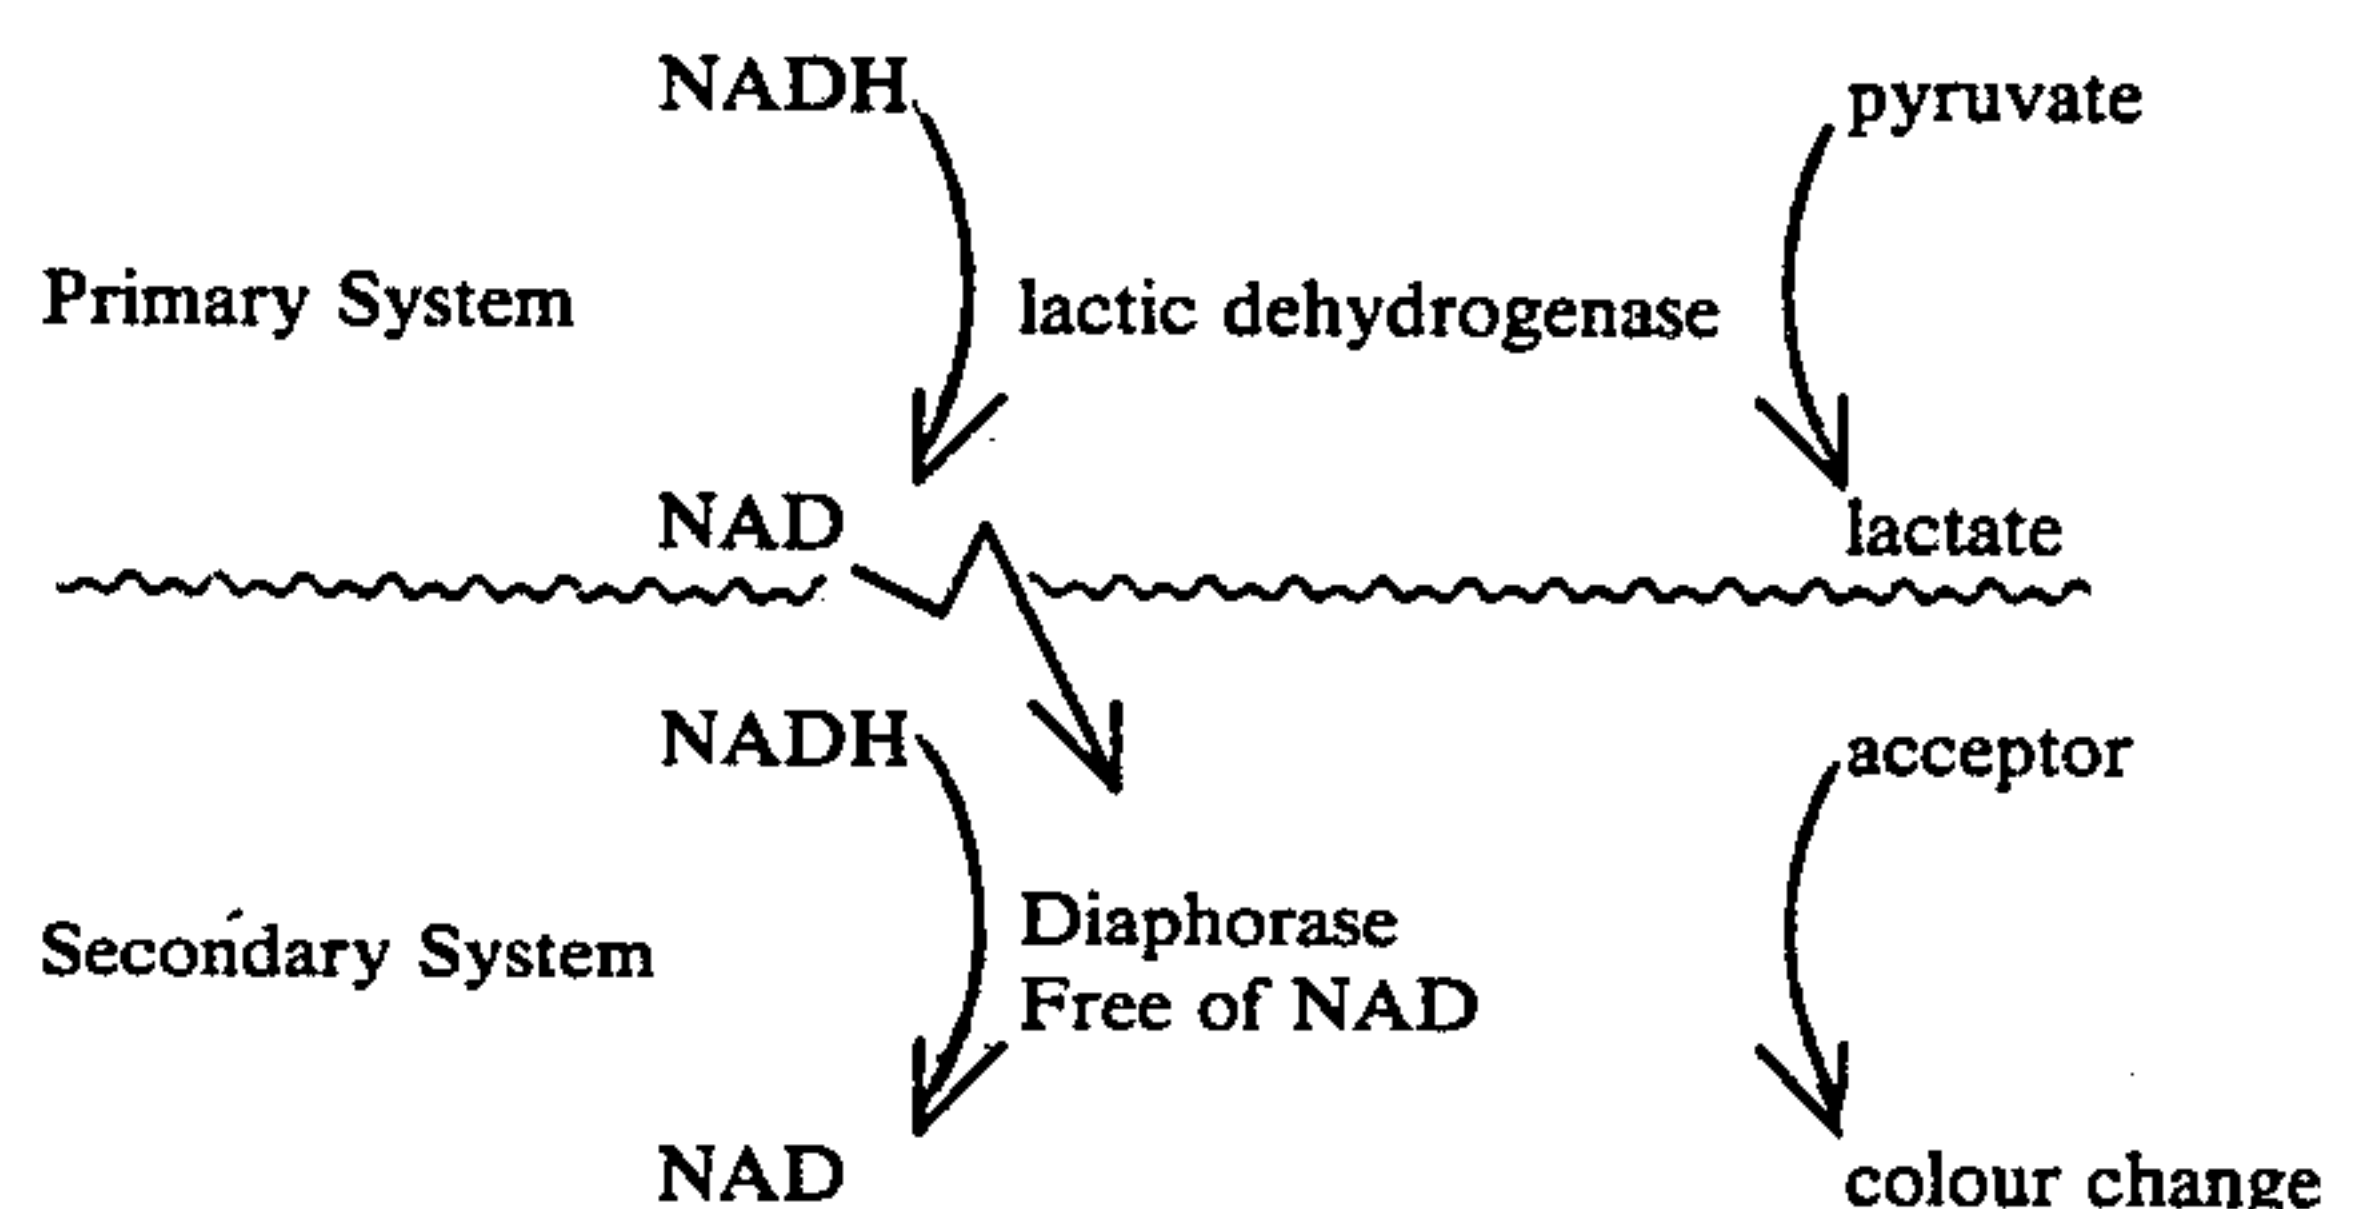 NADH pyruvate
Primary System lactic dehydrogenase
NAD lactate
NADH acceptor
Secondary System Diaphorase
Free of NAD
NAD colour change